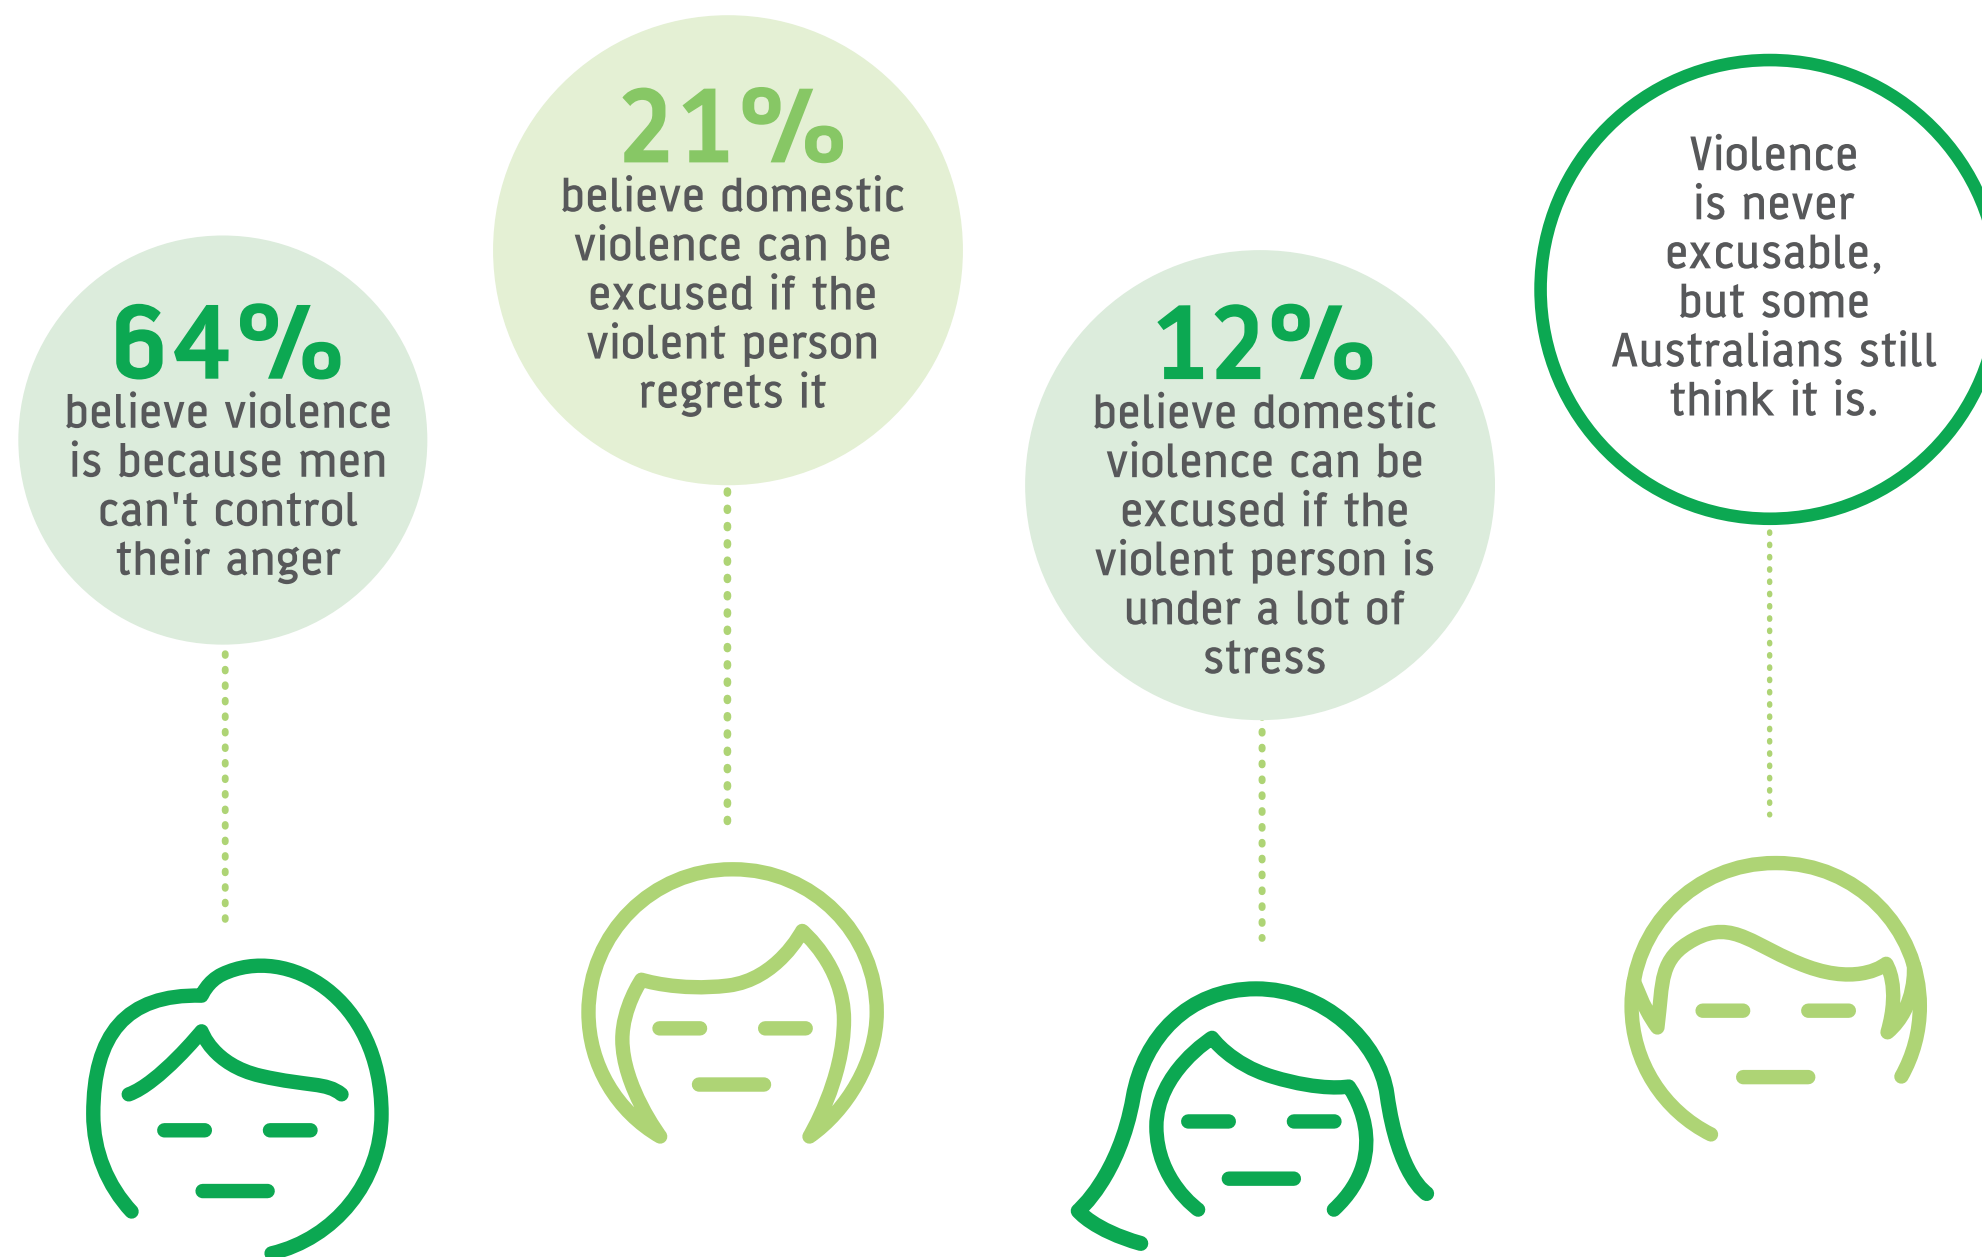 64%
believe violence
is because men
can't control
their anger
21%
believe domestic
violence can be
excused if the
violent person
regrets it
12%
believe domestic
violence can be
excused if the
violent person is
under a lot of
stress
Violence
is never
excusable,
but some
Australians still
think it is.